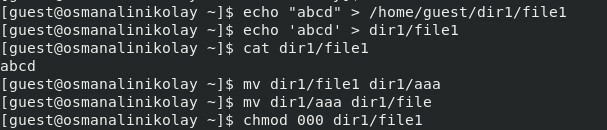 [guest@osmanalinikolay ~]$ echo "abcd" > /home/guest/dir1/file1
[guest@osmanalinikolay ~]$ echo 'abcd' > dir1/file1
[guest@osmanalinikolay ~]$ cat dir1/file1
abcd
[guest@osmanalinikolay ~]$ mv dir1/file1 dir1/aaa
[guest@osmanalinikolay ~]$ mv dir1/aaa dir1/file
[guest@osmanalinikolay ~]$ chmod 000 dir1/file1